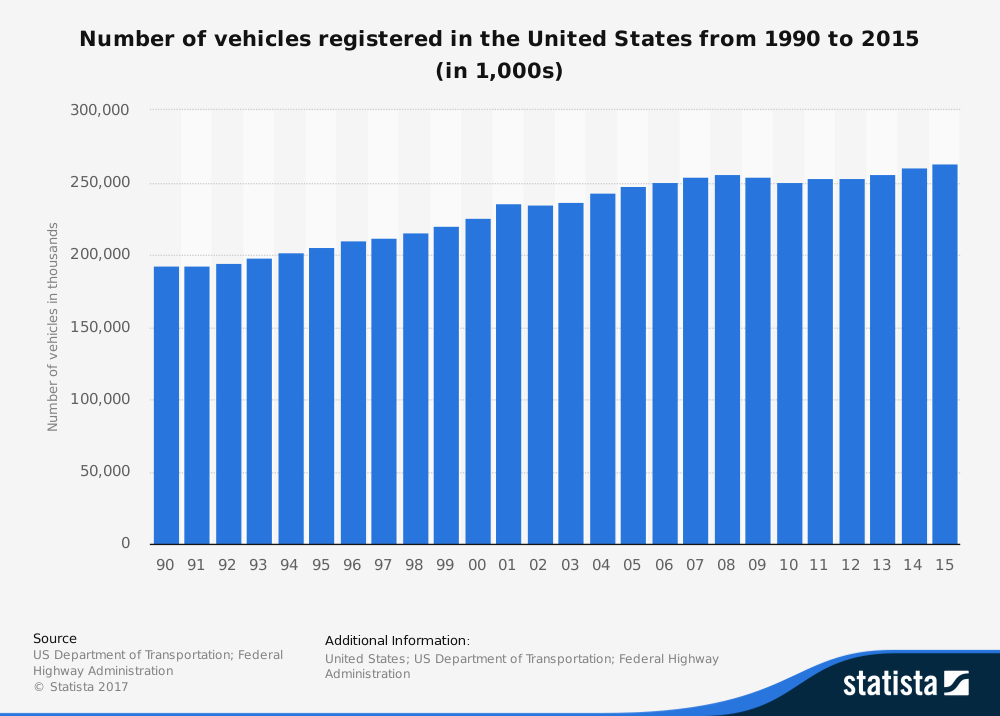 Number of vehicles registered in the United States from 1990 to 2015
(in 1,000s)
300,000
250,000
200,000
150,000
100,000
50,000
0
Number of vehicles in thousands
90 91 92 93 94 95 96 97 98 99 00 01 02 03 04 05 06 07 08 09 10 11 12 13 14 15
Source
US Department of Transportation; Federal
Highway Administration
© Statista 2017
Additional Information:
United States; US Department of Transportation; Federal Highway
Administration
statista